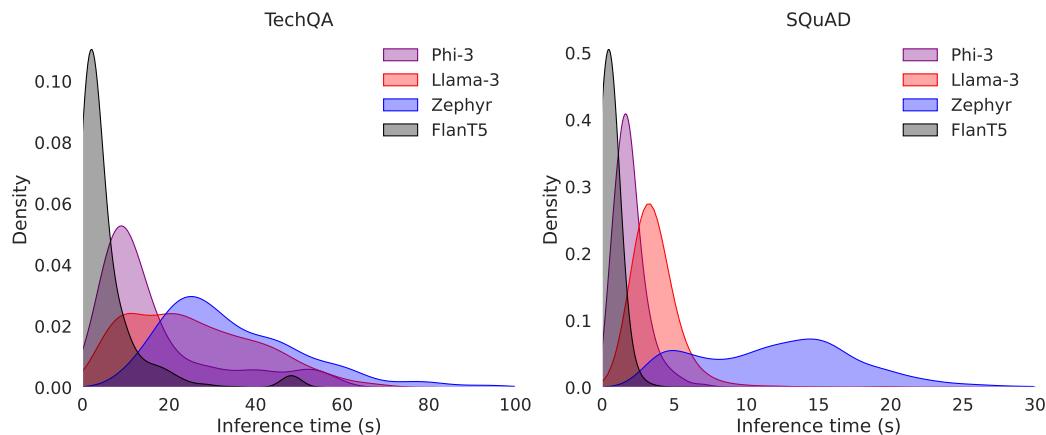 TechQA
Density
0.10
0.08
0.06
0.04
0.02
0.00
Phi-3
Llama-3
Zephyr
FlanT5
0 20 40 60 80 100
Inference time (s)
SQuAD
Density
0.5
0.4
0.3
0.2
0.1
0.0
Phi-3
Llama-3
Zephyr
FlanT5
0 5 10 15 20 25 30
Inference time (s)